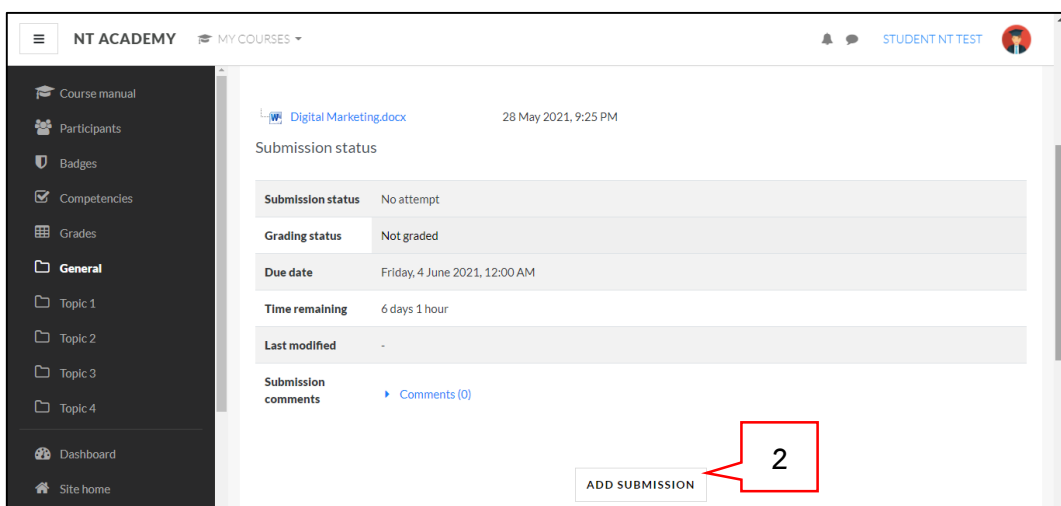 NT ACADEMY MY COURSES STUDENT NT TEST
Course manual
Participants
Badges
Competencies
Grades
General
Topic 1
Topic 2
Topic 3
Topic 4
Dashboard
Site home
Digital Marketing.docx 28 May 2021, 9:25 PM
Submission status
Submission status No attempt
Grading status Not graded
Due date Friday, 4 June 2021, 12:00 AM
Time remaining 6 days 1 hour
Last modified -
Submission
comments Comments (0)
ADD SUBMISSION
2